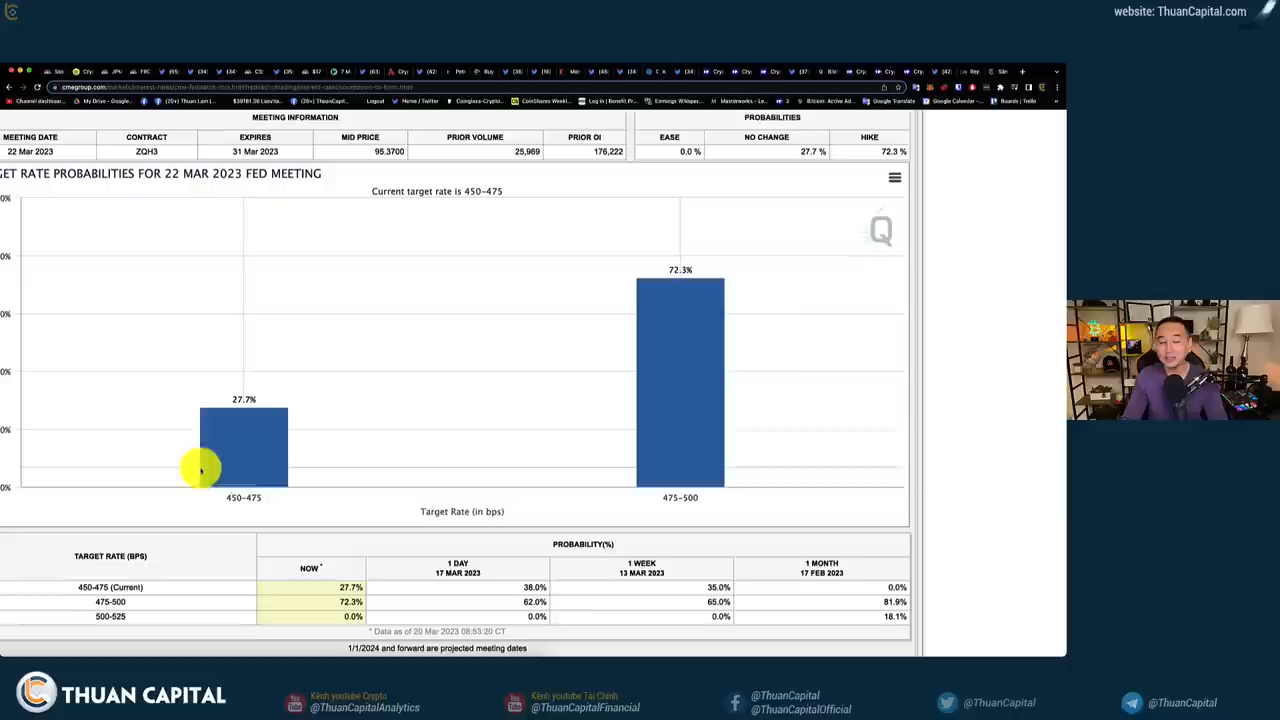 website: ThuanCapital.com
MEETING INFORMATION
PROBABILITIES
MEETING DATE CONTRACT EXPIRES MID PRICE PRIOR VOLUME PRIOR OI EASE NO CHANGE HIKE
22 Mar 2023 ZQH3 31 Mar 2023 95.3700 25,969 176,222 0.0 % 27.7 % 72.3 %
GET RATE PROBABILITIES FOR 22 MAR 2023 FED MEETING
Current target rate is 450-475
Q
72.3%
27.7%
450-475 475-500
Target Rate (in bps)
TARGET RATE (BPS)
PROBABILITY(%)
NOW *
1 DAY
17 MAR 2023
1 WEEK
13 MAR 2023
1 MONTH
17 FEB 2023
450-475 (Current) 27.7% 38.0% 35.0% 0.0%
475-500 72.3% 62.0% 65.0% 81.9%
500-525 0.0% 0.0% 0.0% 18.1%
* Data as of 20 Mar 2023 08:53:20 CT
1/1/2024 and forward are projected meeting dates
THUAN CAPITAL
Kênh youtube Crypto
@ThuanCapitalAnalytics
Kênh youtube Tài Chính
@ThuanCapitalFinancial
@ThuanCapital
@ThuanCapitalOfficial
@ThuanCapital
@ThuanCapital